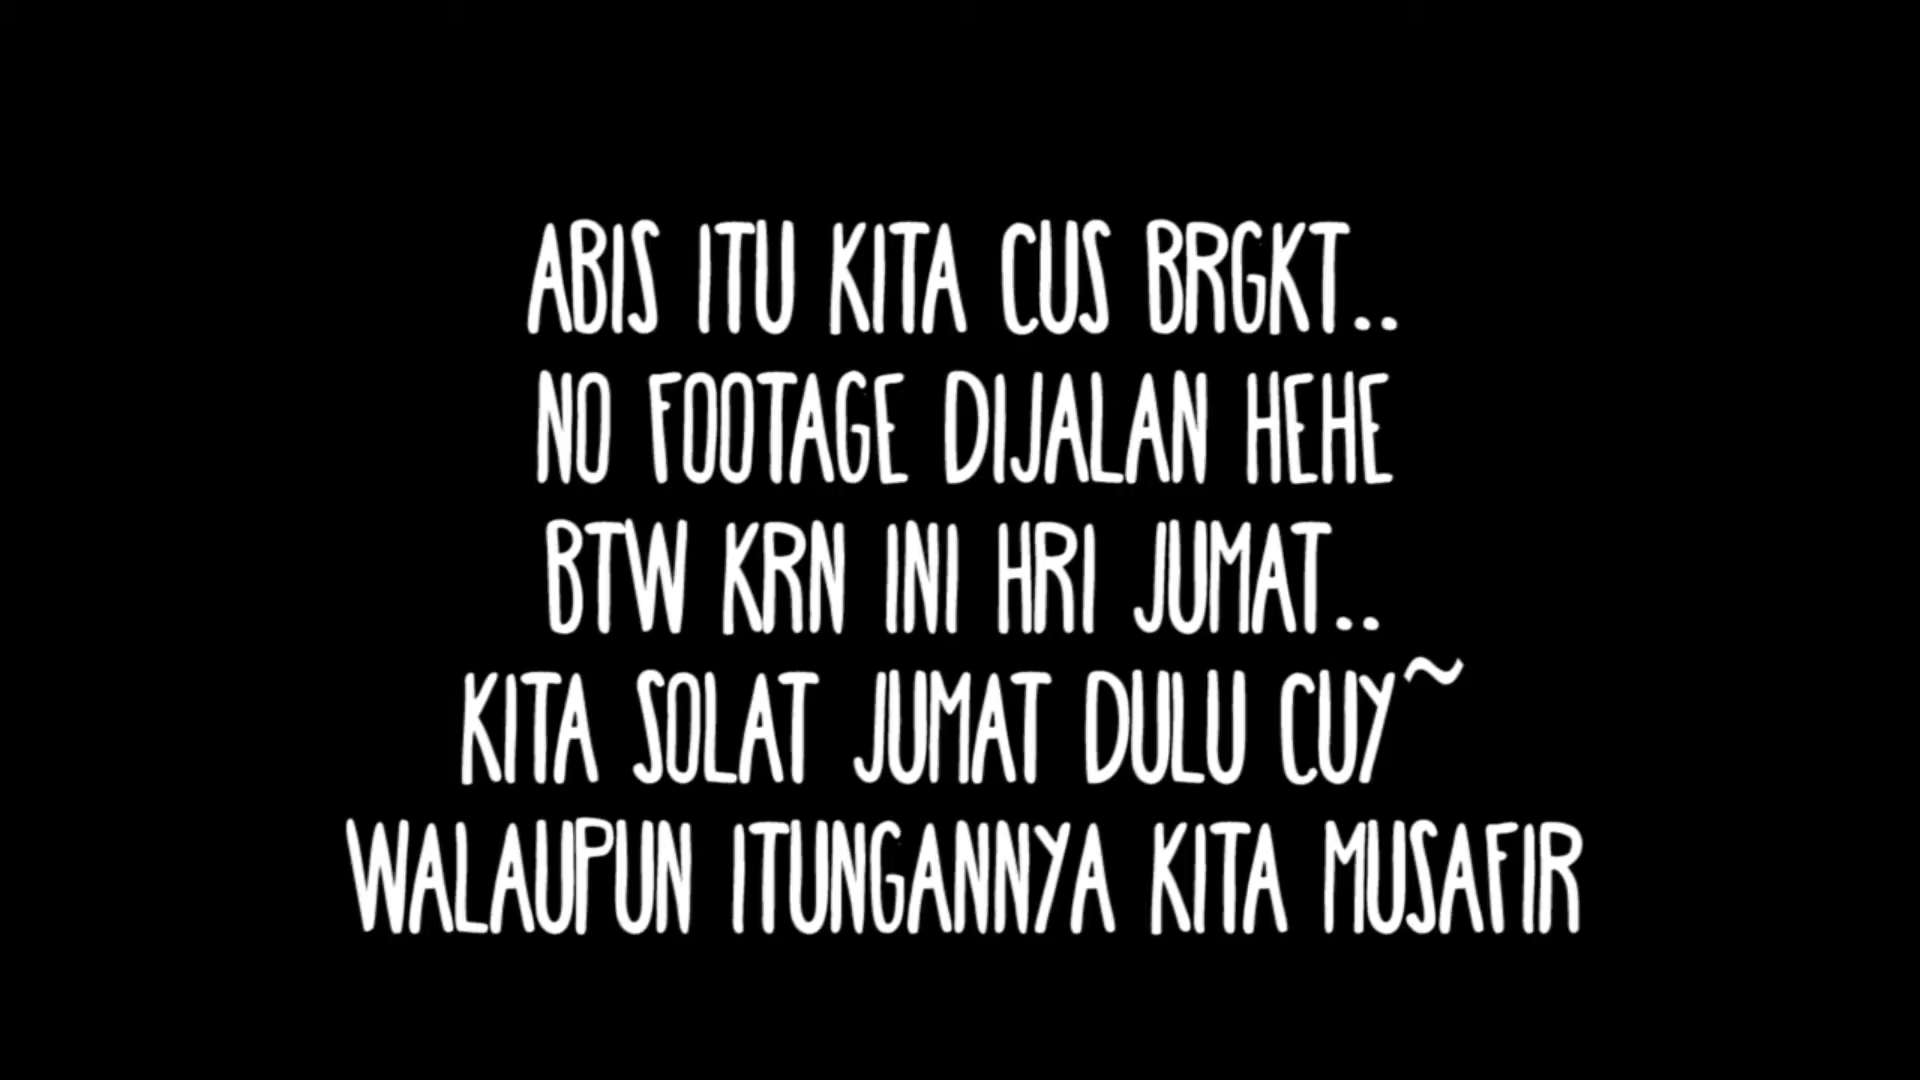 ABIS ITU KITA CUS BRGKT..
NO FOOTAGE DIJALAN HEHE
BTW KRN INI HRI JUMAT..
KITA SOLAT JUMAT DULU CUY~
WALAUPUN ITUNGANNYA KITA MUSAFIR